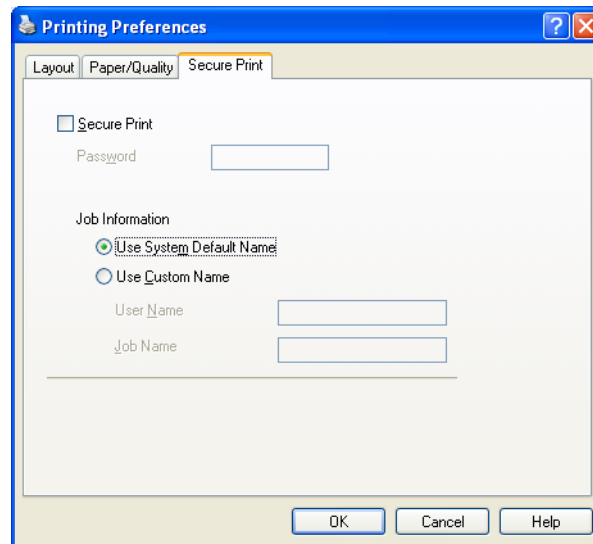 Printing Preferences
Layout Paper/Quality Secure Print
Secure Print
Password
Job Information
Use System Default Name
Use Custom Name
User Name
Job Name
OK Cancel Help